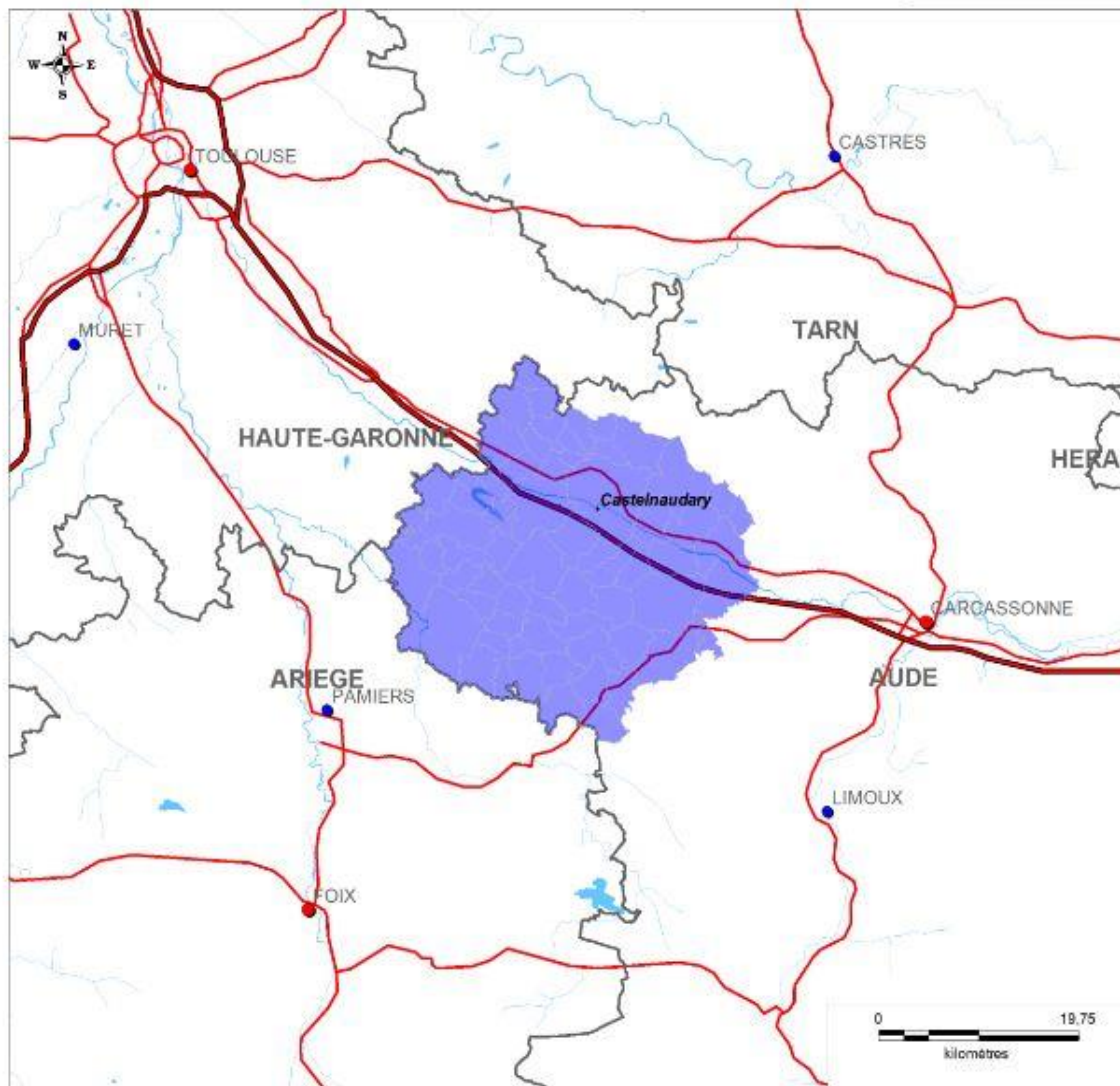 N
W E
S
TOULOUSE
CASTRES
MURET
TARN
HAUTE-GARONNE
HERA
Castelnaudary
CARCASSONNE
ARIEGE
AUDE
PAMIERS
LIMOUX
FOIX
0 19,75
kilomètres